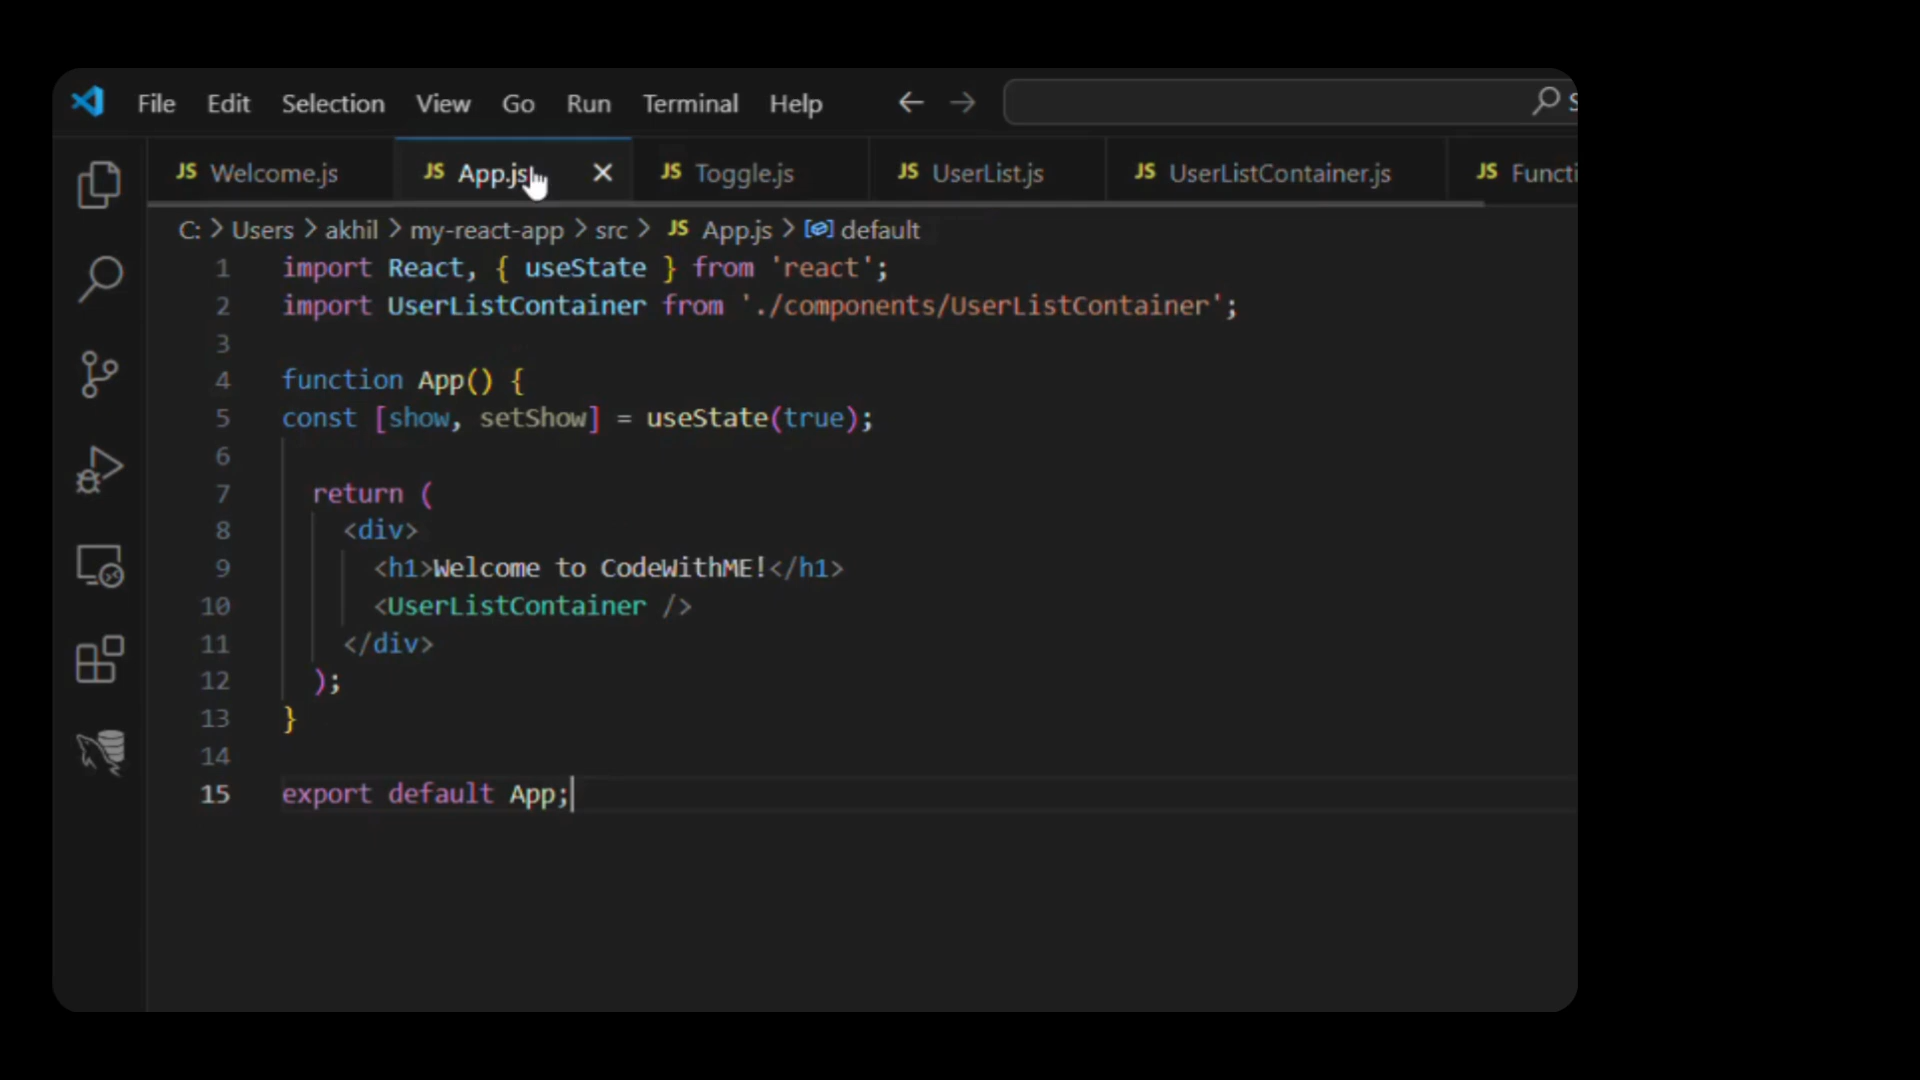 File Edit Selection View Go Run Terminal Help
JS Welcome.js JS App.js JS Toggle.js JS UserList.js JS UserListContainer.js JS Functi
C: > Users > akhil > my-react-app > src > JS App.js > default
1 import React, { useState } from 'react';
2 import UserListContainer from './components/UserListContainer';
3
4 function App() {
5 const [show, setShow] = useState(true);
6
7 return (
8 <div>
9 <h1>Welcome to CodeWithME!</h1>
10 <UserListContainer />
11 </div>
12 );
13 }
14
15 export default App;